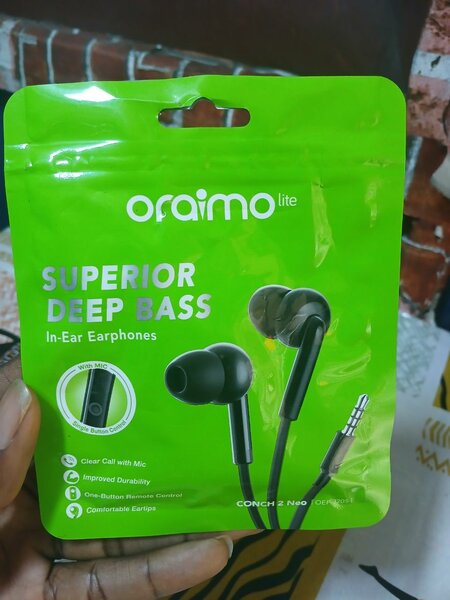 oraimo lite
SUPERIOR
DEEP BASS
In-Ear Earphones
With MIC
Single Button Control
Clear Call with Mic
Improved Durability
One-Button Remote Control
Comfortable Eartips
CONCH 2 Neo